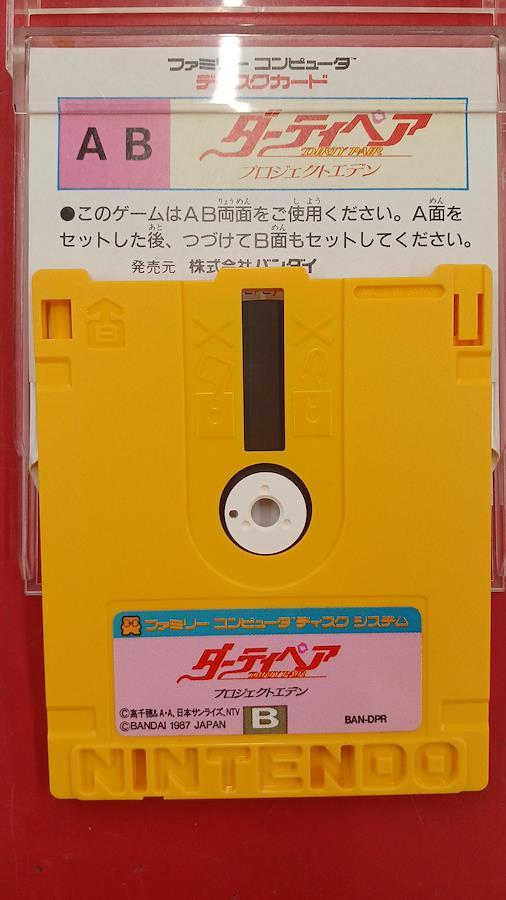 ファミリー コンピュータ™
ディスクカード
A B
ダーティペア
DIRTY PAIR
プロジェクトエデン
●このゲームはAB両面をご使用ください。A面を
セットした後、つづけてB面もセットしてください。
発売元 株式会社バンダイ
B
ファミリー コンピュータ™ ディスク システム
ダーティペア
DIRTY PAIR
プロジェクトエデン
©高千穂&A・A, 日本サンライズ, NTV
©BANDAI 1987 JAPAN
B
BAN-DPR
NINTENDO